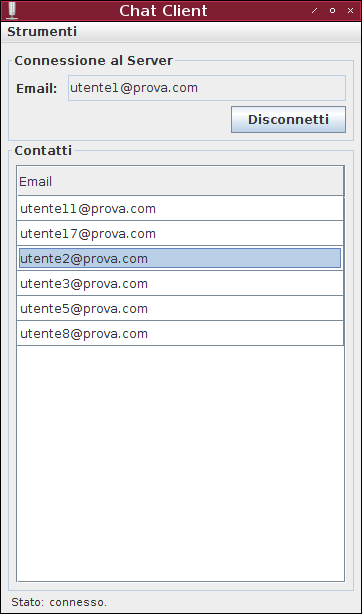 Chat Client
Strumenti
Connessione al Server
Email: utente1@prova.com
Disconnetti
Contatti
Email
utente11@prova.com
utente17@prova.com
utente2@prova.com
utente3@prova.com
utente5@prova.com
utente8@prova.com
Stato: connesso.